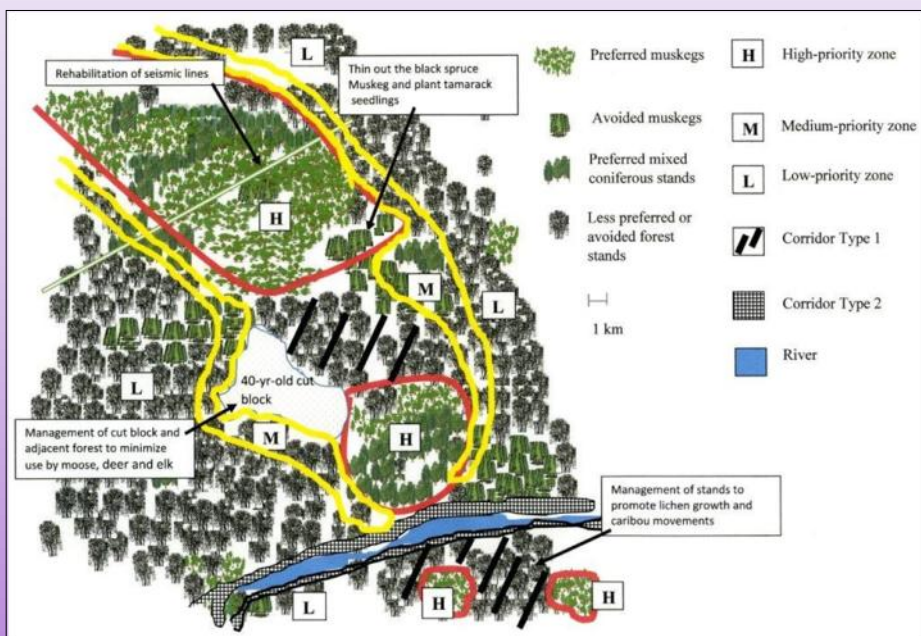 L
Rehabilitation of seismic lines
Thin out the black spruce
Muskeg and plant tamarack
seedlings
H
M
L
40-yr-old cut
block
L
Management of cut block and
adjacent forest to minimize
use by moose, deer and elk
M
H
Management of stands to
promote lichen growth and
caribou movements
L
H
H
Preferred muskegs
Avoided muskegs
Preferred mixed
coniferous stands
Less preferred or
avoided forest
stands
1 km
H High-priority zone
M Medium-priority zone
L Low-priority zone
Corridor Type 1
Corridor Type 2
River